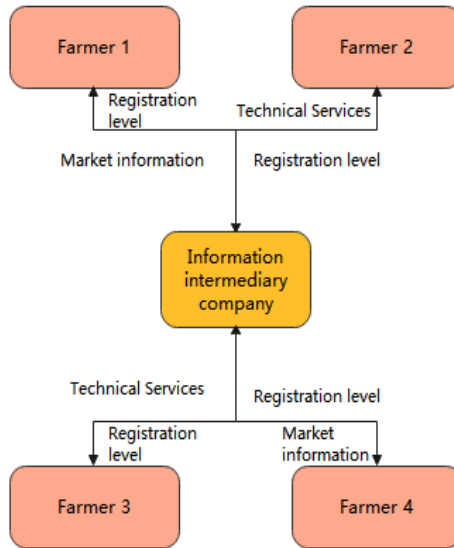 Farmer 1
Farmer 2
Registration
level
Technical Services
Market information
Registration level
Information
intermediary
company
Technical Services
Registration level
Registration
level
Market
information
Farmer 3
Farmer 4